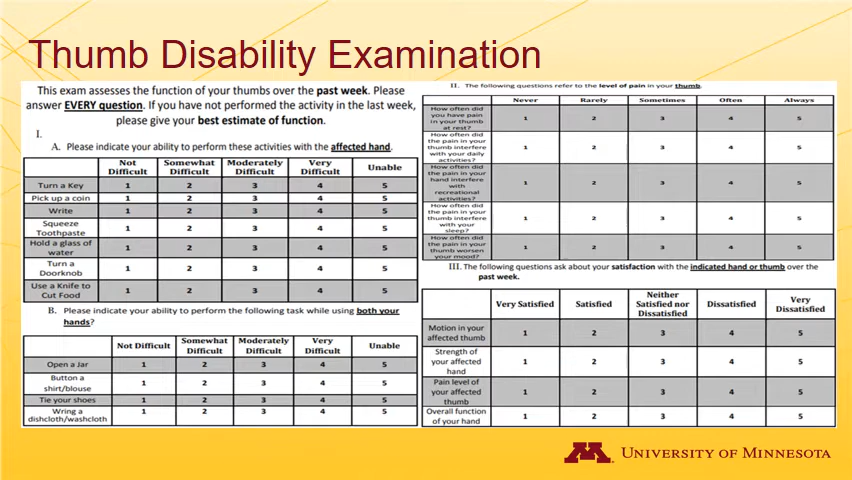 Thumb Disability Examination
This exam assesses the function of your thumbs over the past week. Please
answer EVERY question. If you have not performed the activity in the last week,
please give your best estimate of function.
I.
A. Please indicate your ability to perform these activities with the affected hand.
Not Difficult Somewhat Difficult Moderately Difficult Very Difficult Unable
Turn a Key 1 2 3 4 5
Pick up a coin 1 2 3 4 5
Write 1 2 3 4 5
Squeeze Toothpaste 1 2 3 4 5
Hold a glass of water 1 2 3 4 5
Turn a Doorknob 1 2 3 4 5
Use a Knife to Cut Food 1 2 3 4 5
B. Please indicate your ability to perform the following task while using both your
hands?
Not Difficult Somewhat Difficult Moderately Difficult Very Difficult Unable
Open a Jar 1 2 3 4 5
Button a shirt/blouse 1 2 3 4 5
Tie your shoes 1 2 3 4 5
Wring a dishcloth/washcloth 1 2 3 4 5
II. The following questions refer to the level of pain in your thumb.
Never Rarely Sometimes Often Always
How often did you have pain in your thumb at rest? 1 2 3 4 5
How often did the pain in your thumb interfere with your daily activities? 1 2 3 4 5
How often did the pain in your hand interfere with recreational activities? 1 2 3 4 5
How often did the pain in your thumb interfere with your sleep? 1 2 3 4 5
How often did the pain in your thumb worsen your mood? 1 2 3 4 5
III. The following questions ask about your satisfaction with the indicated hand or thumb over the
past week.
Very Satisfied Satisfied Neither Satisfied nor Dissatisfied Dissatisfied Very Dissatisfied
Motion in your affected thumb 1 2 3 4 5
Strength of your affected hand 1 2 3 4 5
Pain level of your affected thumb 1 2 3 4 5
Overall function of your hand 1 2 3 4 5
M UNIVERSITY OF MINNESOTA